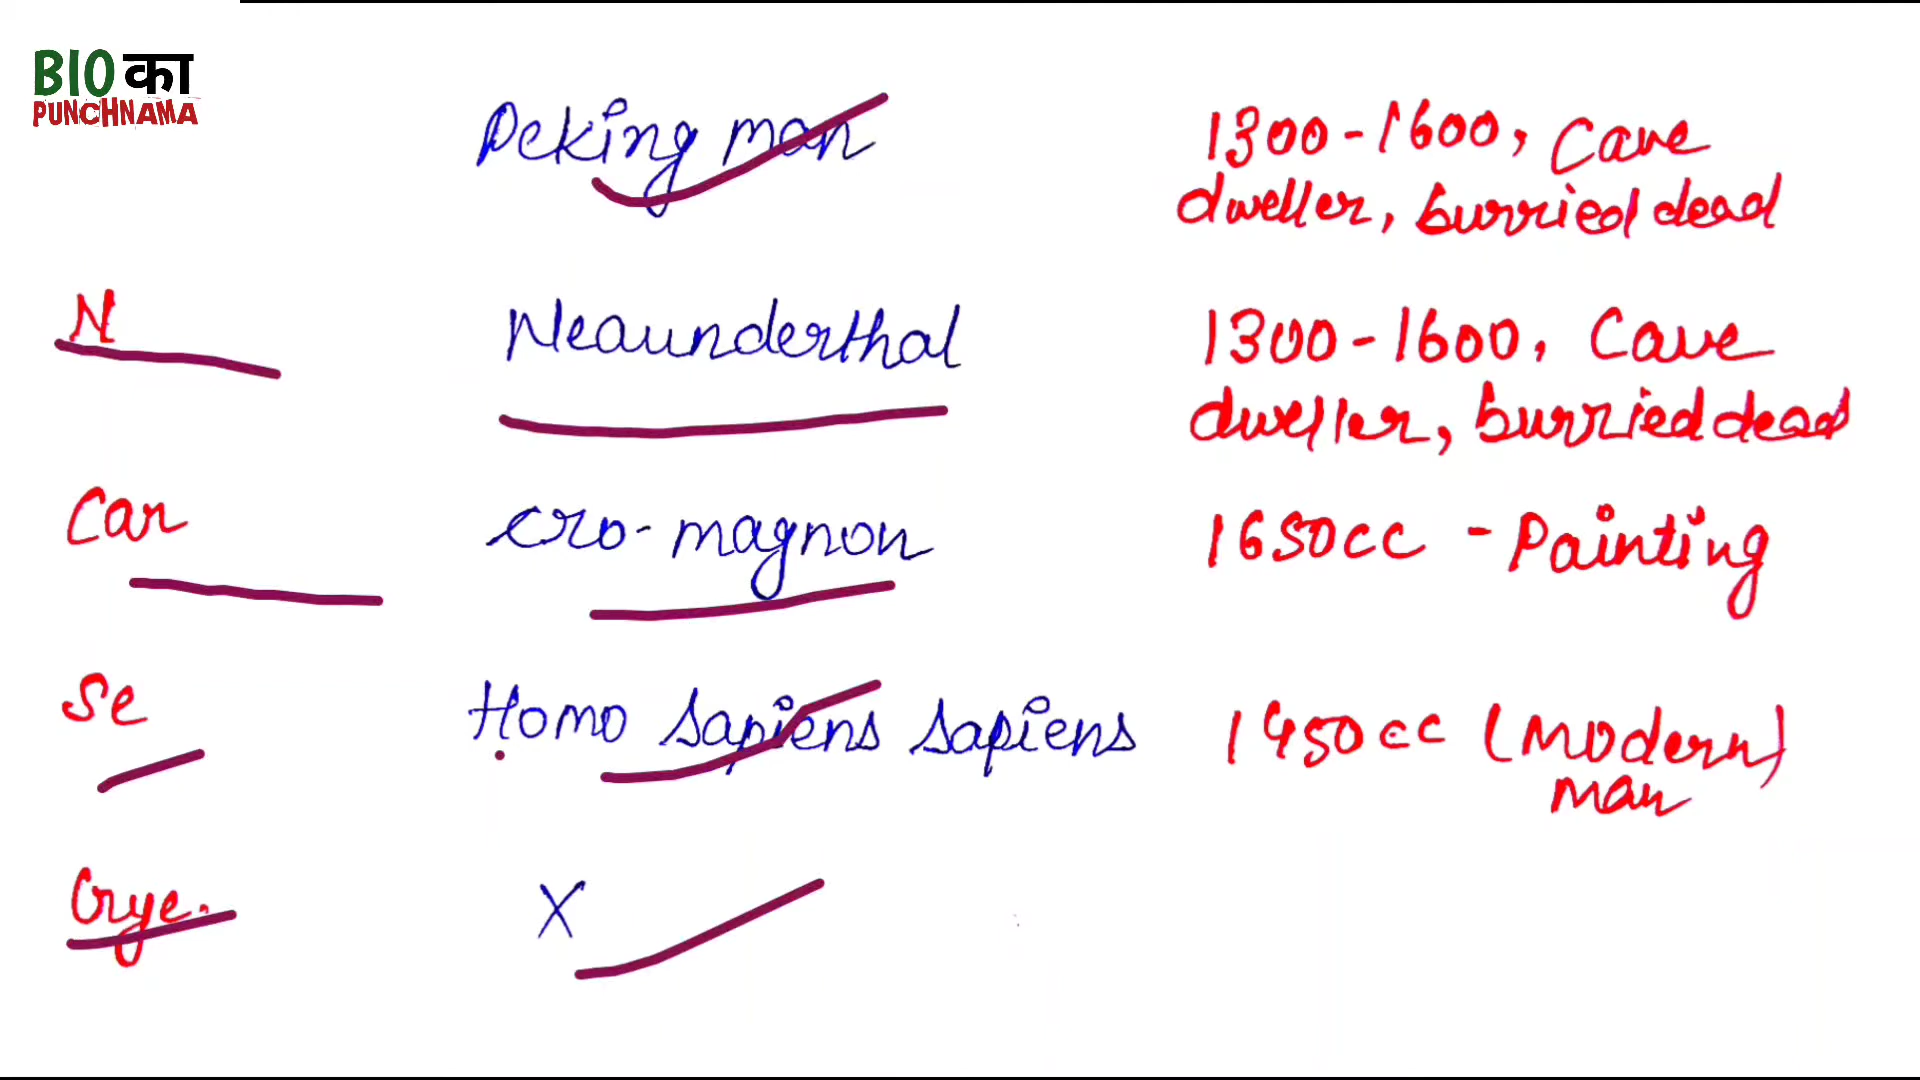 BIO का
PUNCHNAMA
Peking man
1300-1600, Cave
dweller, burried dead
N
Neaunderthal
1300-1600, Cave
dweller, burried dead
Car
cro-magnon
1650cc - Painting
Se
Homo sapiens sapiens
1450cc (Modern)
man
Crye.
X